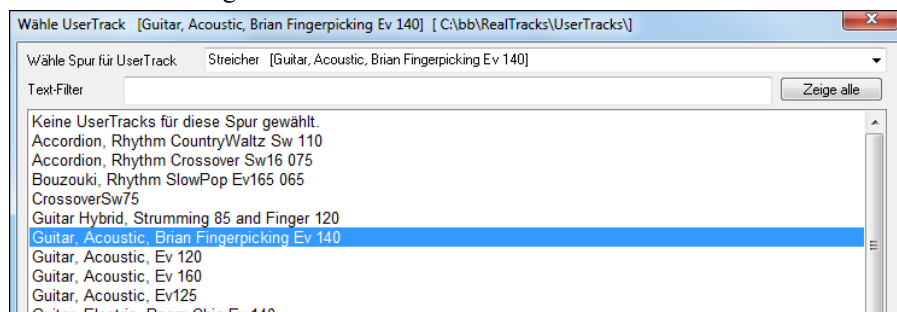 Wähle UserTrack [Guitar, Acoustic, Brian Fingerpicking Ev 140] [ C:\bb\RealTracks\UserTracks\]
Wähle Spur für UserTrack Streicher [Guitar, Acoustic, Brian Fingerpicking Ev 140]
Text-Filter Zeige alle
Keine UserTracks für diese Spur gewählt.
Accordion, Rhythm CountryWaltz Sw 110
Accordion, Rhythm Crossover Sw16 075
Bouzouki, Rhythm SlowPop Ev165 065
CrossoverSw75
Guitar Hybrid, Strumming 85 and Finger 120
Guitar, Acoustic, Brian Fingerpicking Ev 140
Guitar, Acoustic, Ev 120
Guitar, Acoustic, Ev 160
Guitar, Acoustic, Ev125